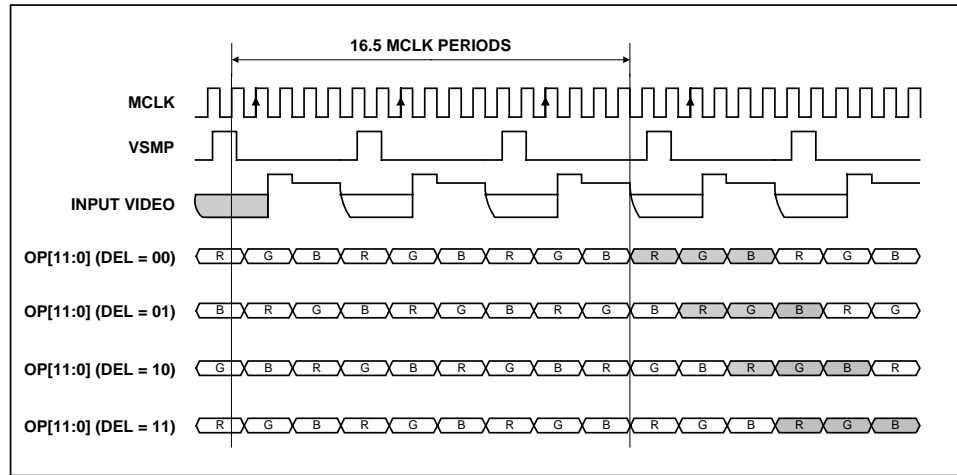 16.5 MCLK PERIODS
MCLK
VSMP
INPUT VIDEO
OP[11:0] (DEL = 00) R G B R G B R G B R G B R G B
OP[11:0] (DEL = 01) B R G B R G B R G B R G B R G
OP[11:0] (DEL = 10) G B R G B R G B R G B R G B R
OP[11:0] (DEL = 11) R G B R G B R G B R G B R G B